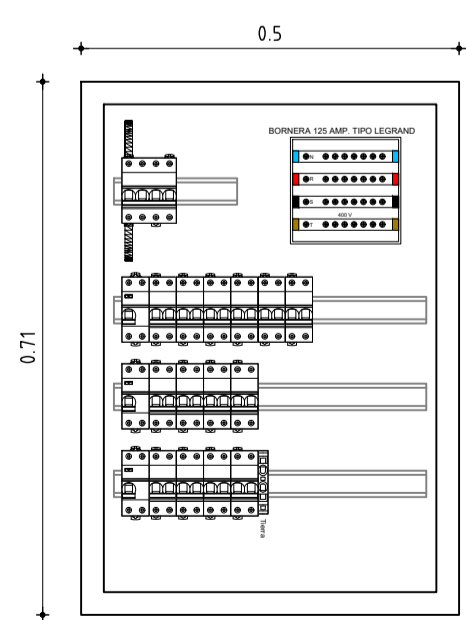 0.5
0.71
BORNERA 125 AMP. TIPO LEGRAND
N
R
S
400 V
T
Tierra